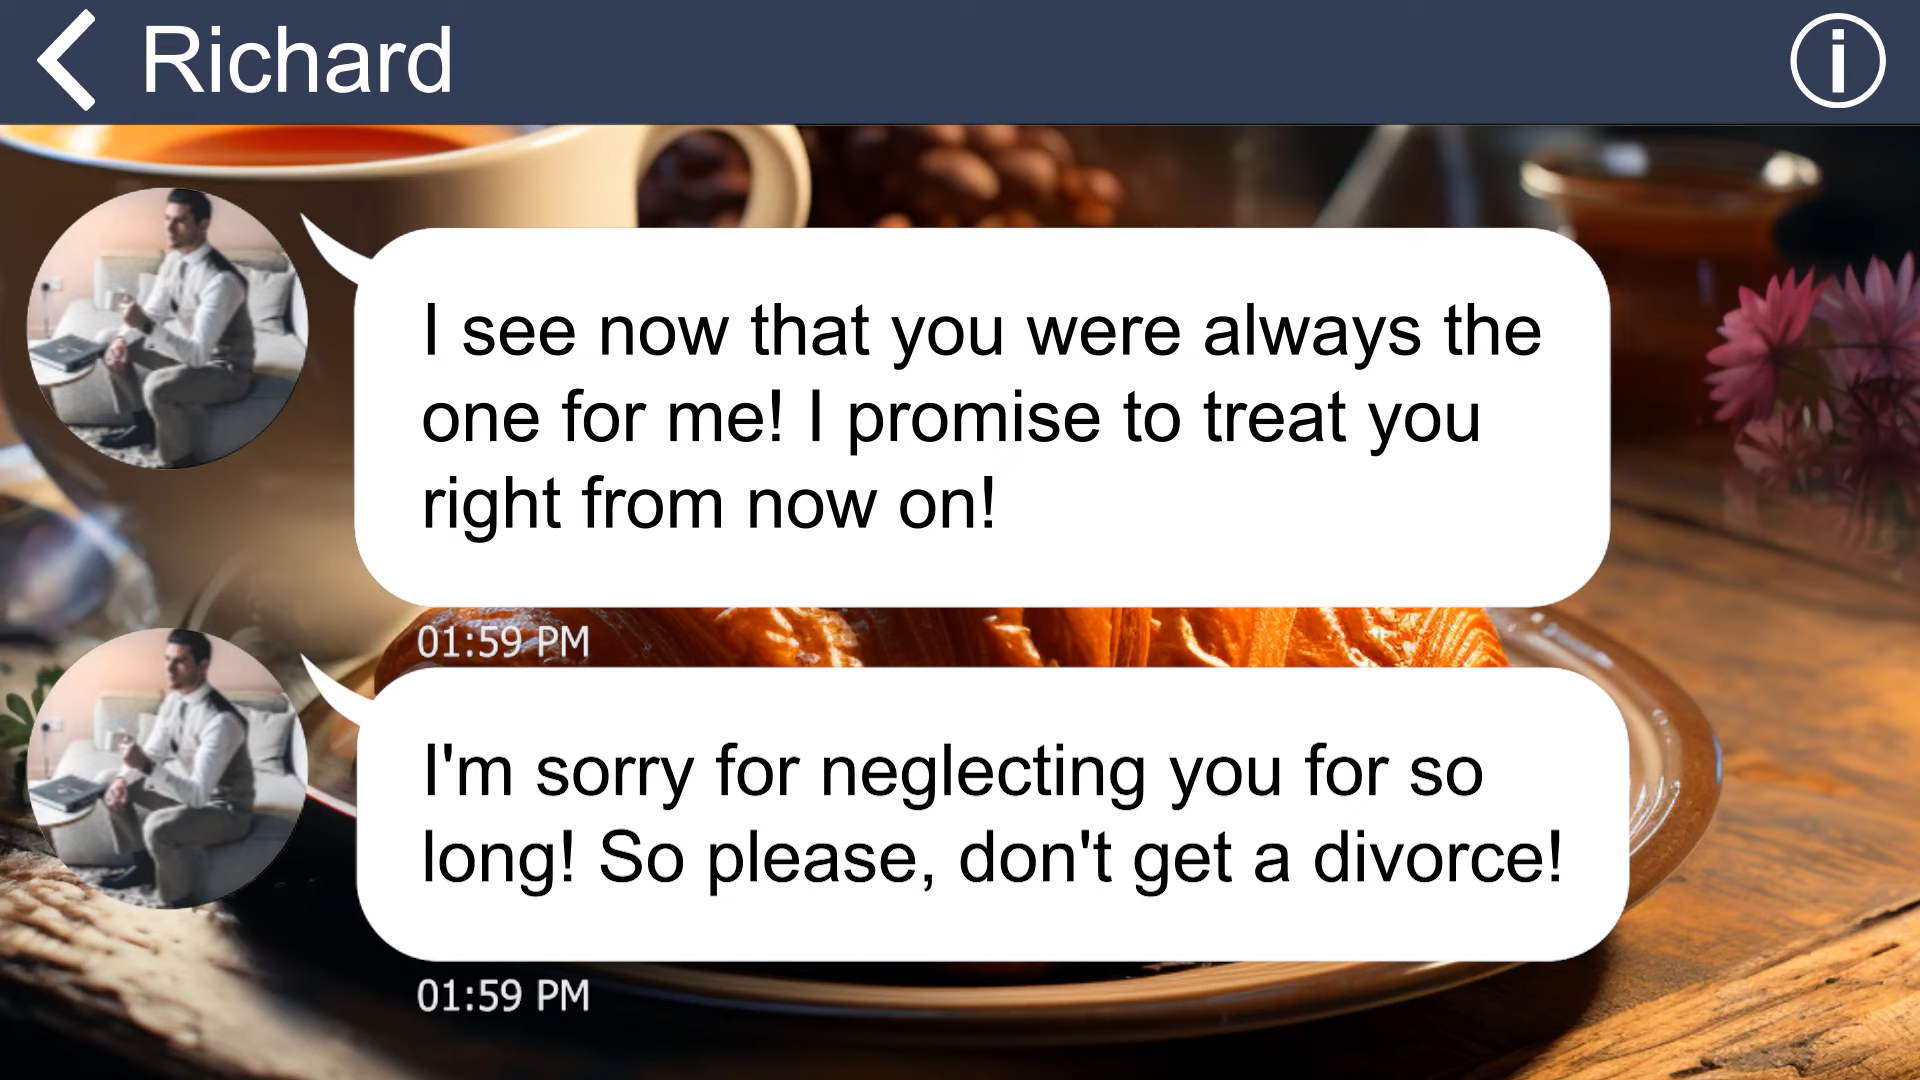 Richard
I see now that you were always the
one for me! I promise to treat you
right from now on!
01:59 PM
I'm sorry for neglecting you for so
long! So please, don't get a divorce!
01:59 PM